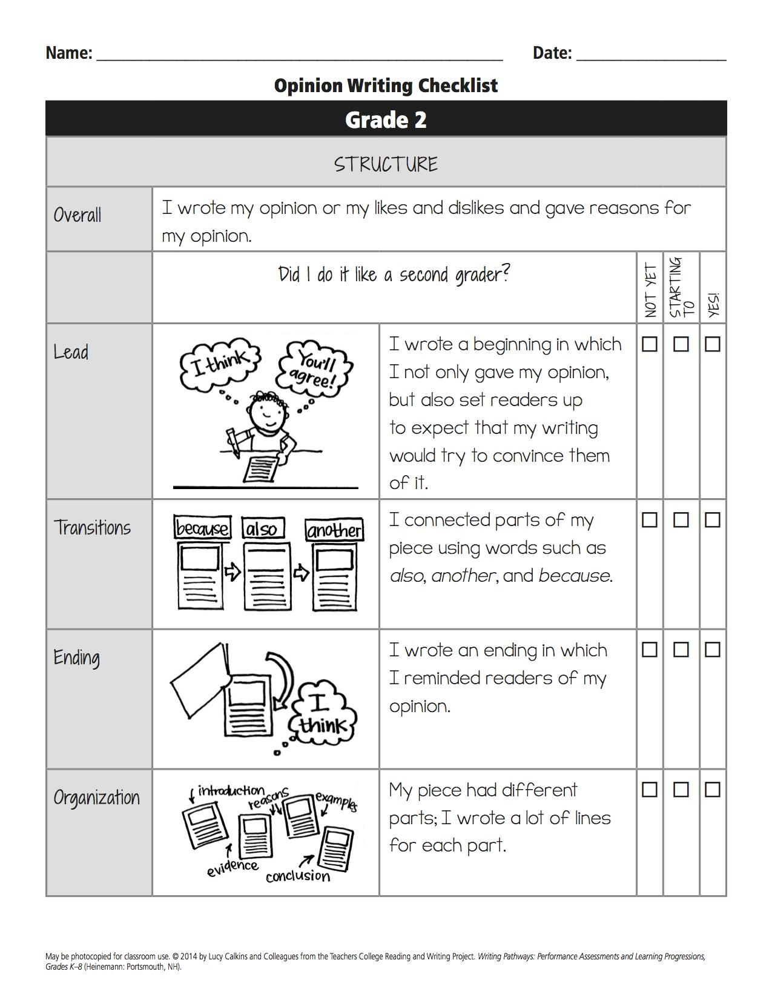 Name: Date:
Opinion Writing Checklist
Grade 2
STRUCTURE
Overall
I wrote my opinion or my likes and dislikes and gave reasons for
my opinion.
Did I do it like a second grader?
NOT YET
STARTING
TO
YES!
Lead
I think
You'll
agree!
I wrote a beginning in which
I not only gave my opinion,
but also set readers up
to expect that my writing
would try to convince them
of it.
Transitions
because also another
I connected parts of my
piece using words such as
also, another, and because.
Ending
I
think
I wrote an ending in which
I reminded readers of my
opinion.
Organization
introduction
reasons
examples
evidence
conclusion
My piece had different
parts; I wrote a lot of lines
for each part.
May be photocopied for classroom use. © 2014 by Lucy Calkins and Colleagues from the Teachers College Reading and Writing Project. Writing Pathways: Performance Assessments and Learning Progressions,
Grades K–8 (Heinemann: Portsmouth, NH).